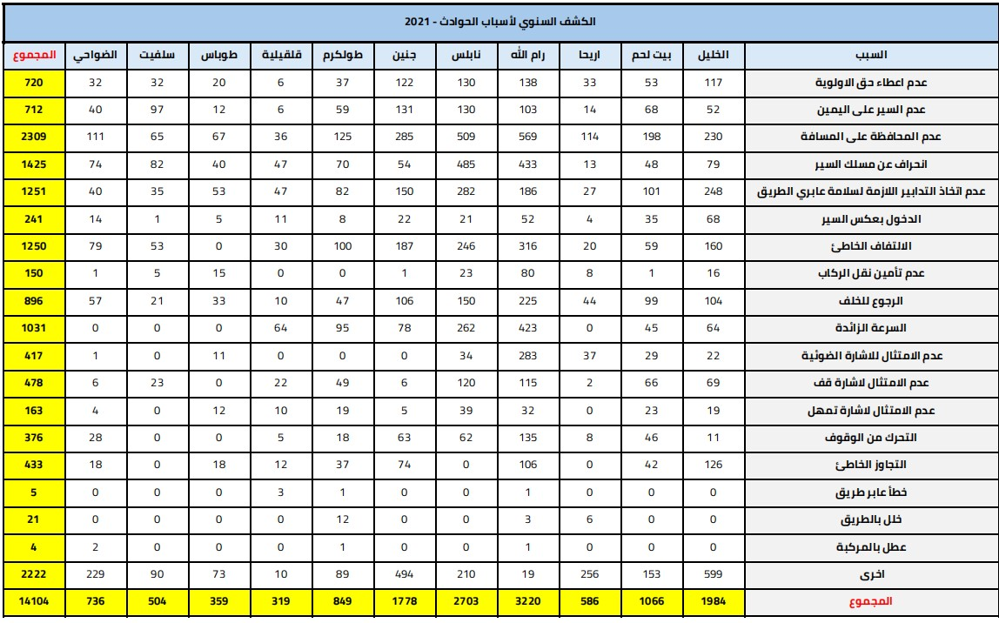 الكشف السنوي لأسباب الحوادث - 2021
السبب الخليل بيت لحم اريحا رام الله نابلس جنين طولكرم قلقيلية طوباس سلفيت الضواحي المجموع
عدم اعطاء حق الاولوية 117 53 33 138 130 122 37 6 20 32 32 720
عدم السير على اليمين 52 68 14 103 130 131 59 6 12 97 40 712
عدم المحافظة على المسافة 230 198 114 569 509 285 125 36 67 65 111 2309
انحراف عن مسلك السير 79 48 13 433 485 54 70 47 40 82 74 1425
عدم اتخاذ التدابير اللازمة لسلامة عابري الطريق 248 101 27 186 282 150 82 47 53 35 40 1251
الدخول بعكس السير 68 35 4 52 21 22 8 11 5 1 14 241
الالتفاف الخاطئ 160 59 20 316 246 187 100 30 0 53 79 1250
عدم تأمين نقل الركاب 16 1 8 80 23 1 0 0 15 5 1 150
الرجوع للخلف 104 99 44 225 150 106 47 10 33 21 57 896
السرعة الزائدة 64 45 0 423 262 78 95 64 0 0 0 1031
عدم الامتثال للاشارة الضوئية 22 29 37 283 34 0 0 0 11 0 1 417
عدم الامتثال لاشارة قف 69 66 2 115 120 6 49 22 0 23 6 478
عدم الامتثال لاشارة تمهل 19 23 0 32 39 5 19 10 12 0 4 163
التحرك من الوقوف 11 46 8 135 62 63 18 5 0 0 28 376
التجاوز الخاطئ 126 42 0 106 0 74 37 12 18 0 18 433
خطأ عابر طريق 0 0 0 1 0 0 1 3 0 0 0 5
خلل بالطريق 0 0 6 3 0 0 12 0 0 0 0 21
عطل بالمركبة 0 0 0 1 0 0 1 0 0 0 2 4
اخرى 599 153 256 19 210 494 89 10 73 90 229 2222
المجموع 1984 1066 586 3220 2703 1778 849 319 359 504 736 14104